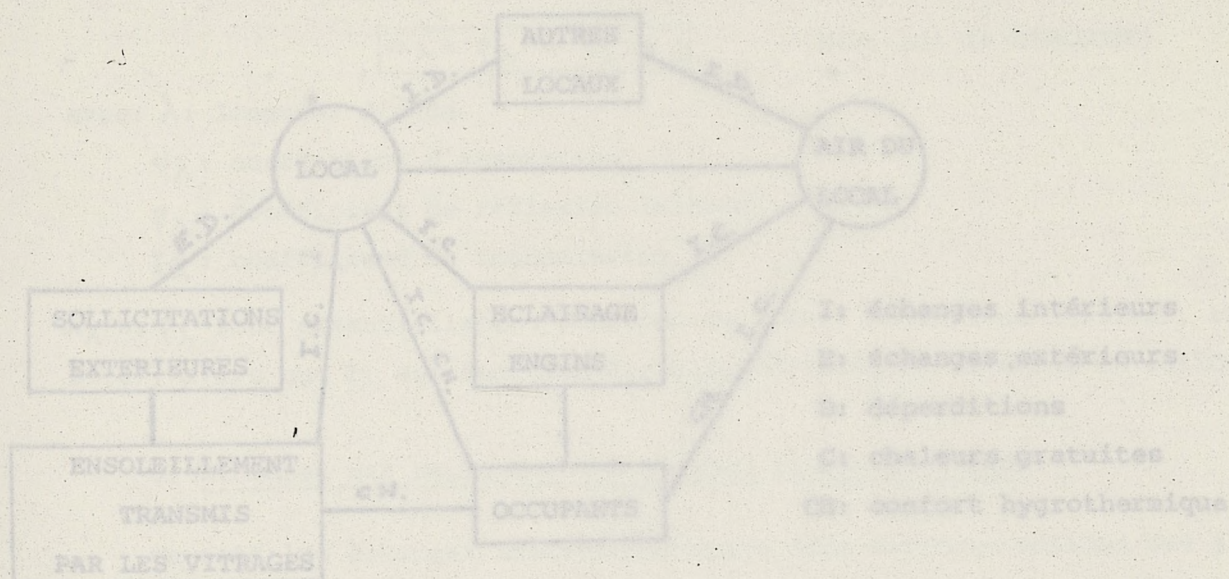 AUTRES
LOCAUX
I.D.
I.D.
LOCAL
AIR DU
LOCAL
E.D.
I.C.
I.C.
I.C.
I.C. CH.
SOLLICITATIONS
EXTERIEURES
ECLAIRAGE
ENGINS
CH.
ENSOLEILLEMENT
TRANSMIS
PAR LES VITRAGES
CH.
OCCUPANTS
I: échanges intérieurs
E: échanges extérieurs
D: déperditions
C: chaleurs gratuites
CH: confort hygrothermique